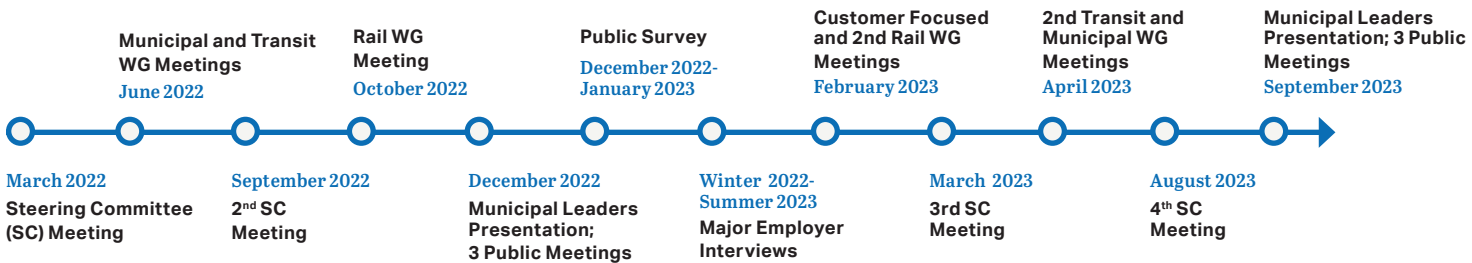 March 2022
Steering Committee
(SC) Meeting
Municipal and Transit
WG Meetings
June 2022
September 2022
2nd SC
Meeting
Rail WG
Meeting
October 2022
December 2022
Municipal Leaders
Presentation;
3 Public Meetings
Public Survey
December 2022-
January 2023
Winter 2022-
Summer 2023
Major Employer
Interviews
Customer Focused
and 2nd Rail WG
Meetings
February 2023
March 2023
3rd SC
Meeting
2nd Transit and
Municipal WG
Meetings
April 2023
August 2023
4th SC
Meeting
Municipal Leaders
Presentation; 3 Public
Meetings
September 2023